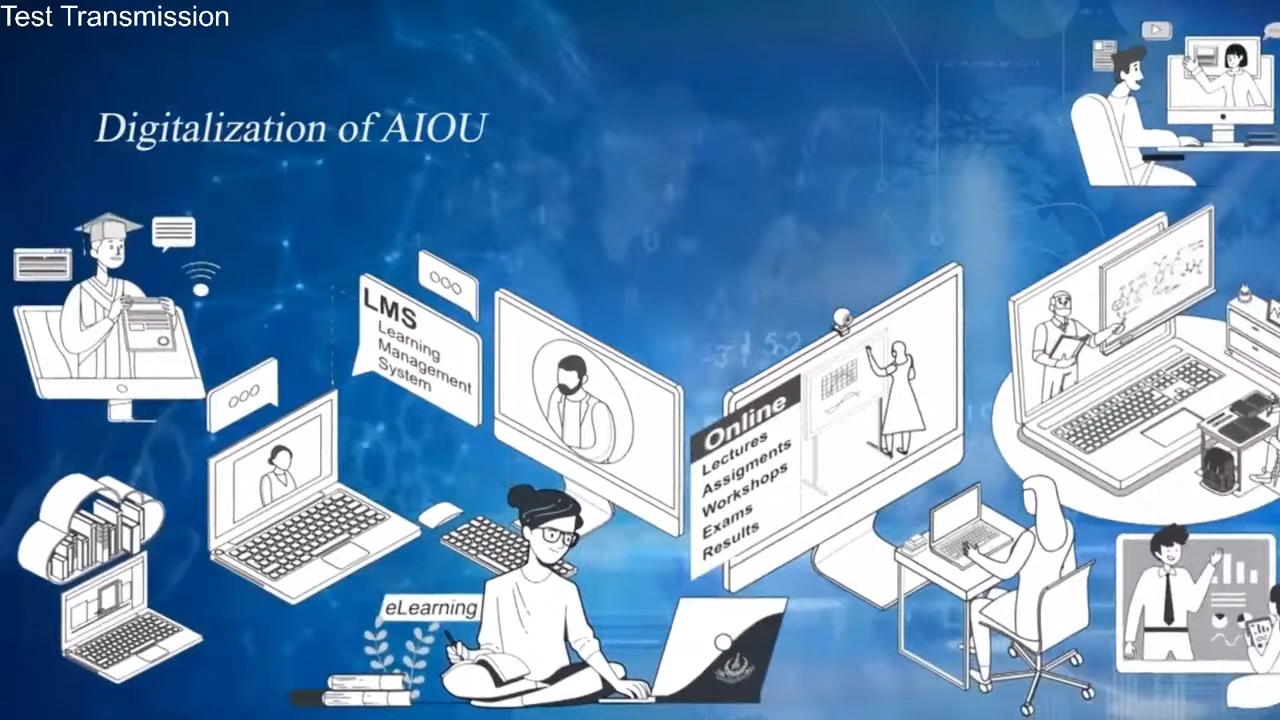 Test Transmission
Digitalization of AIOU
LMS
Learning
Management
System
Online
Lectures
Assigments
Workshops
Exams
Results
eLearning